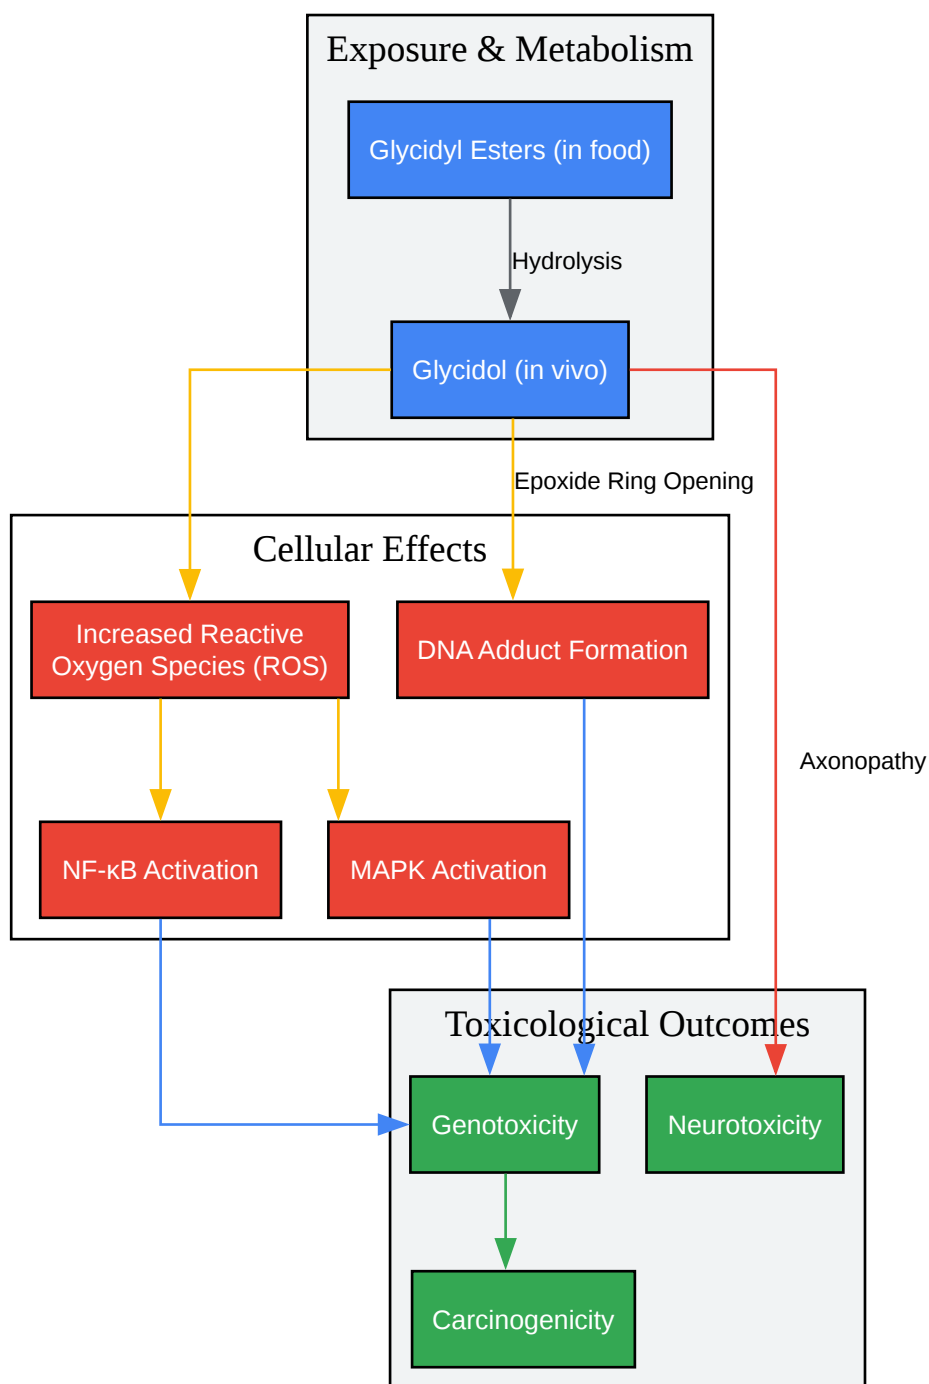 Exposure & Metabolism
Glycidyl Esters (in food)
Hydrolysis
Glycidol (in vivo)
Epoxide Ring Opening
Cellular Effects
Increased Reactive
Oxygen Species (ROS)
DNA Adduct Formation
Axonopathy
NF-κB Activation
MAPK Activation
Toxicological Outcomes
Genotoxicity
Neurotoxicity
Carcinogenicity